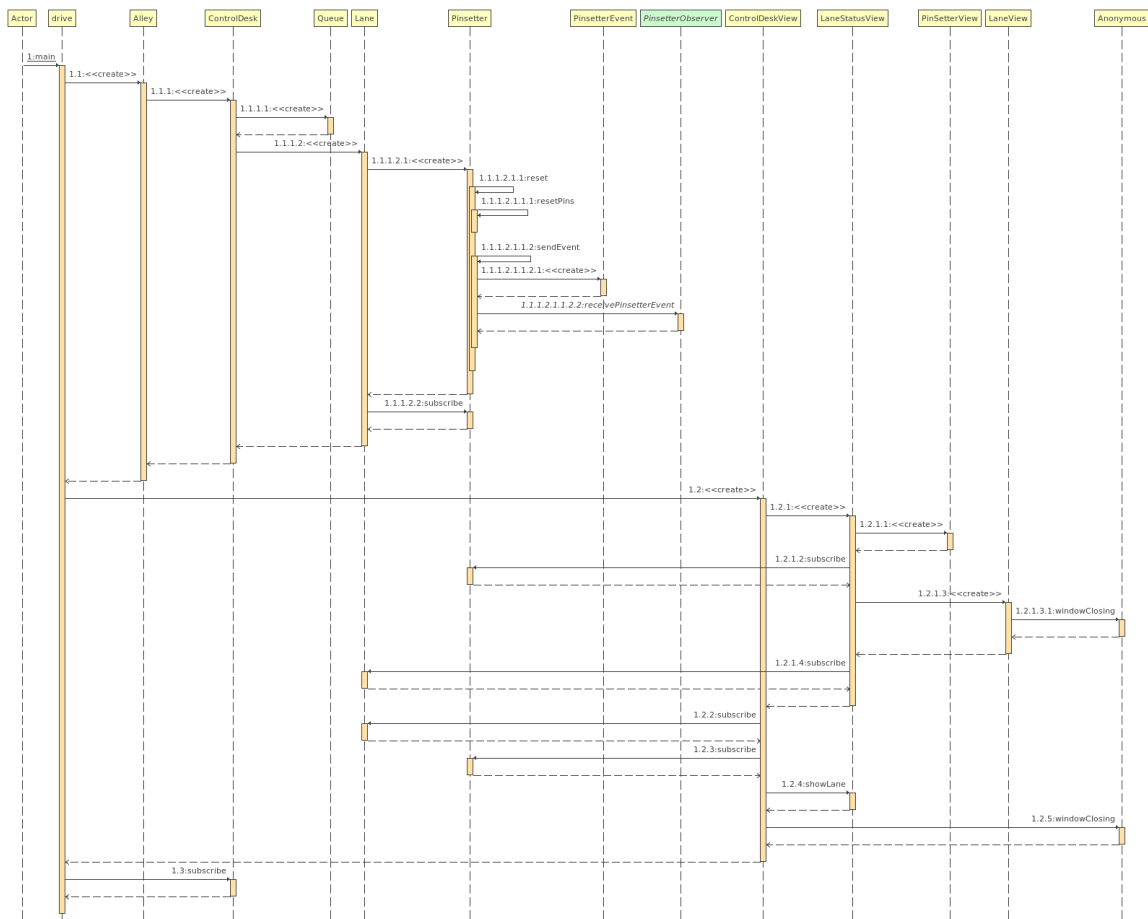 Actor
drive
Alley
ControlDesk
Queue
Lane
Pinsetter
PinsetterEvent
PinsetterObserver
ControlDeskView
LaneStatusView
PinSetterView
LaneView
Anonymous
1:main
1.1:<<create>>
1.1.1:<<create>>
1.1.1.1:<<create>>
1.1.1.2:<<create>>
1.1.1.2.1:<<create>>
1.1.1.2.1.1:reset
1.1.1.2.1.1.1:resetPins
1.1.1.2.1.1.2:sendEvent
1.1.1.2.1.1.2.1:<<create>>
1.1.1.2.1.1.2.2:receivePinsetterEvent
1.1.1.2.2:subscribe
1.2:<<create>>
1.2.1:<<create>>
1.2.1.1:<<create>>
1.2.1.2:subscribe
1.2.1.3:<<create>>
1.2.1.3.1:windowClosing
1.2.1.4:subscribe
1.2.2:subscribe
1.2.3:subscribe
1.2.4:showLane
1.2.5:windowClosing
1.3:subscribe